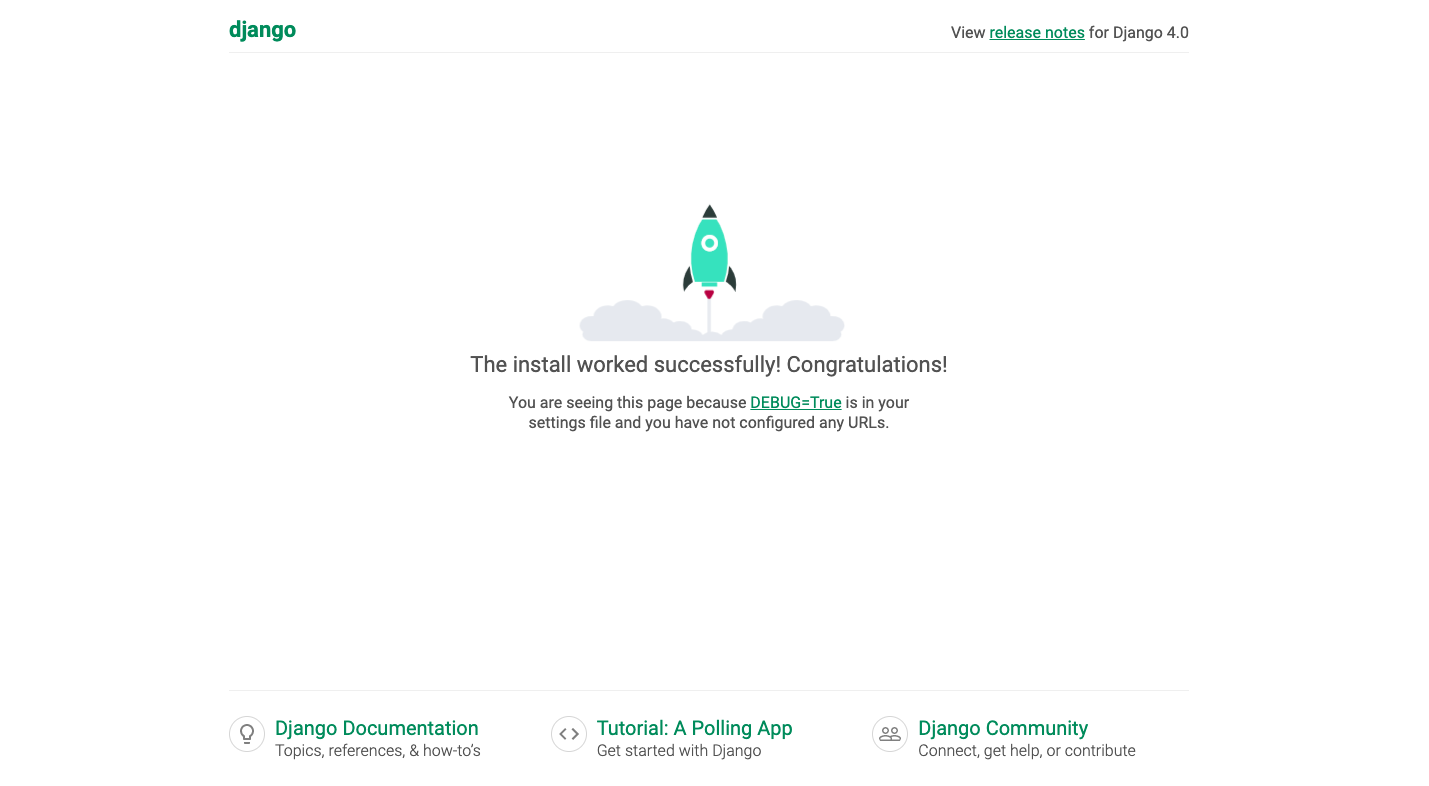 django
View release notes for Django 4.0
The install worked successfully! Congratulations!
You are seeing this page because DEBUG=True is in your
settings file and you have not configured any URLs.
Django Documentation
Topics, references, & how-to’s
Tutorial: A Polling App
Get started with Django
Django Community
Connect, get help, or contribute